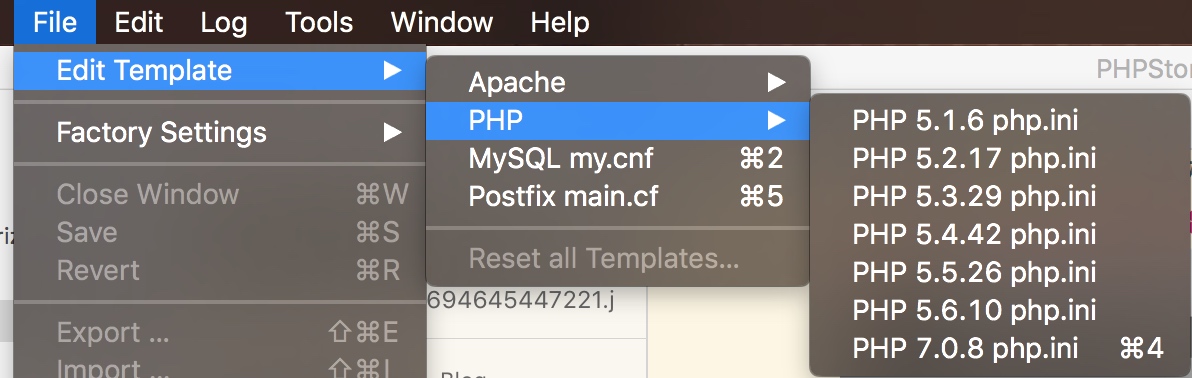 File Edit Log Tools Window Help
PHPStor
Edit Template ▶
Factory Settings ▶
Close Window ⌘W
Save ⌘S
Revert ⌘R
Export ... ⇧⌘E
Import ... ⇧⌘I
Apache ▶
PHP ▶
MySQL my.cnf ⌘2
Postfix main.cf ⌘5
Reset all Templates...
PHP 5.1.6 php.ini
PHP 5.2.17 php.ini
PHP 5.3.29 php.ini
PHP 5.4.42 php.ini
PHP 5.5.26 php.ini
PHP 5.6.10 php.ini
PHP 7.0.8 php.ini ⌘4
694645447221.j
Blog